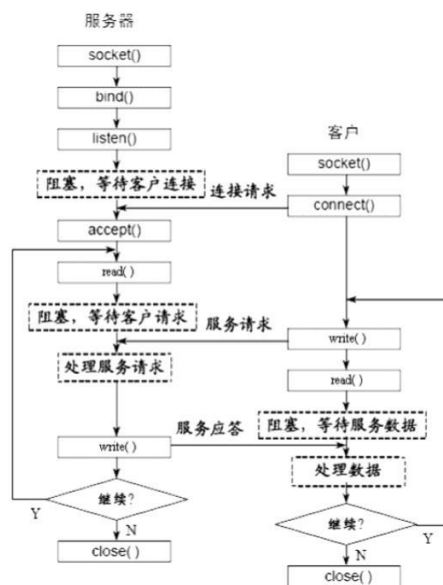 服务器
socket()
bind()
listen()
阻塞，等待客户连接
accept()
read( )
阻塞，等待客户请求
处理服务请求
write( )
继续?
Y
N
close( )
连接请求
服务请求
服务应答
客户
socket()
connect()
write( )
read( )
阻塞，等待服务数据
处理数据
继续?
Y
N
close( )